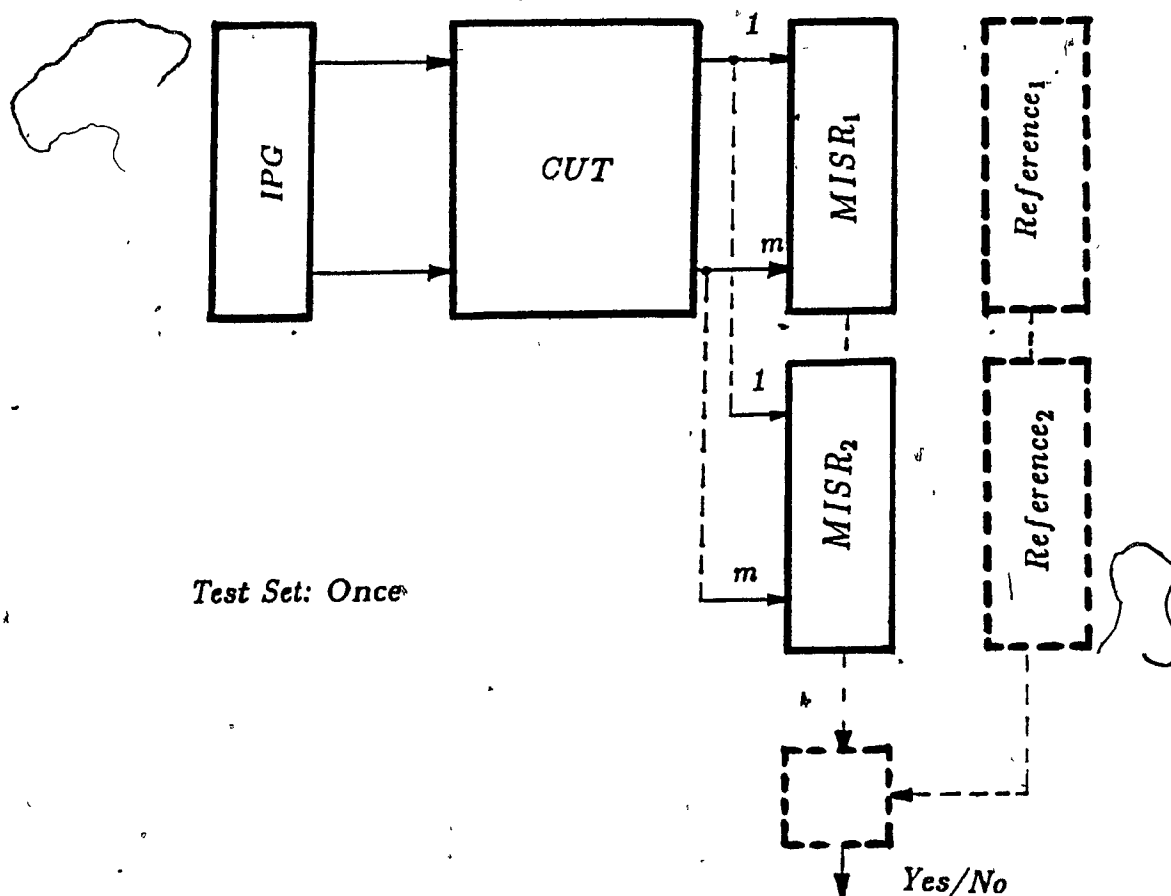 1
IPG
CUT
MISR₁
Reference₁
m
1
MISR₂
Reference₂
m
Test Set: Once
Yes/No